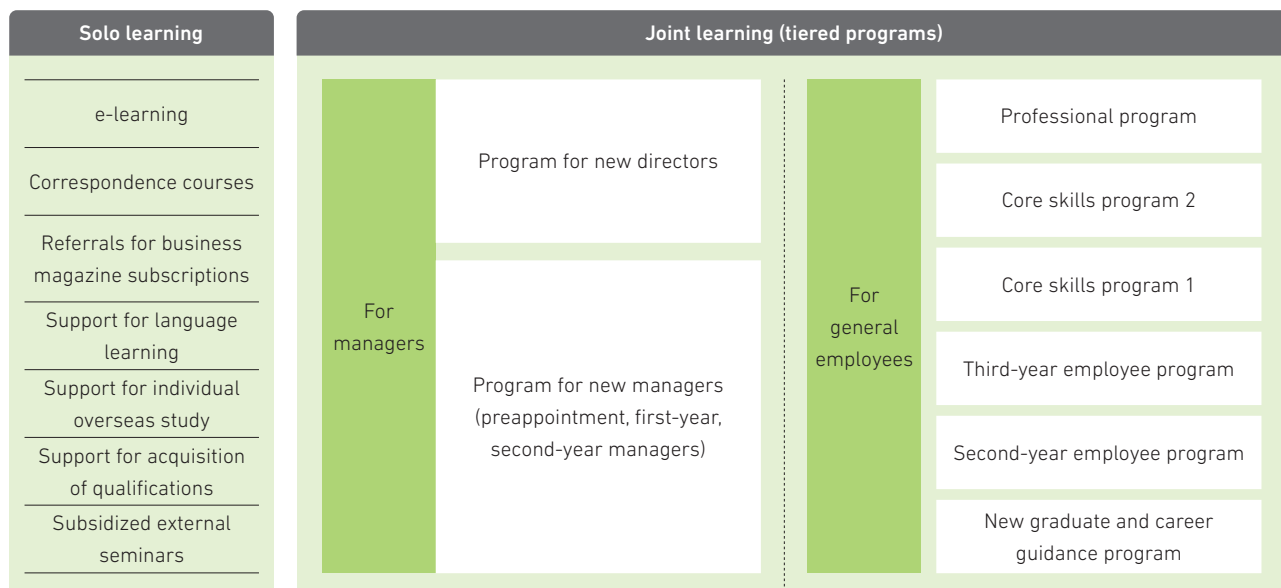 Solo learning
e-learning
Correspondence courses
Referrals for business
magazine subscriptions
Support for language
learning
Support for individual
overseas study
Support for acquisition
of qualifications
Subsidized external
seminars
Joint learning (tiered programs)
For
managers
Program for new directors
Program for new managers
(preappointment, first-year,
second-year managers)
For
general
employees
Professional program
Core skills program 2
Core skills program 1
Third-year employee program
Second-year employee program
New graduate and career
guidance program